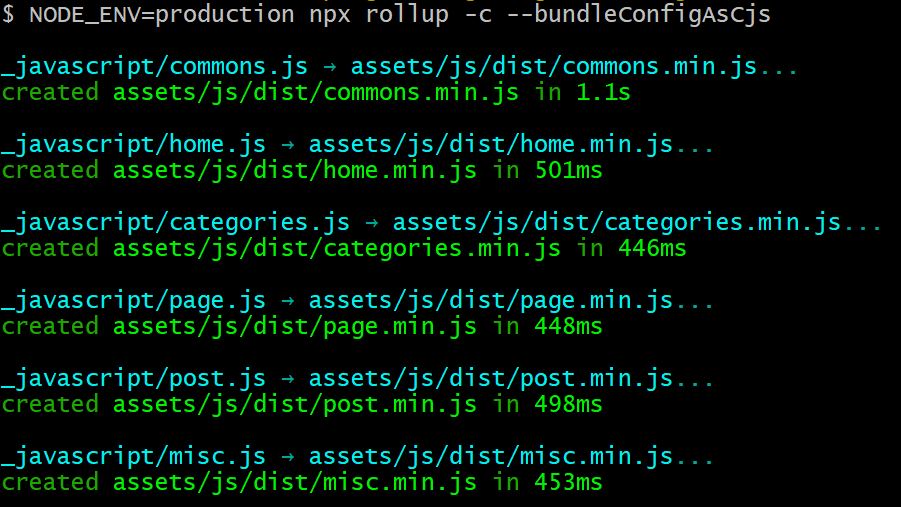 $ NODE_ENV=production npx rollup -c --bundleConfigAsCjs
_javascript/commons.js → assets/js/dist/commons.min.js...
created assets/js/dist/commons.min.js in 1.1s
_javascript/home.js → assets/js/dist/home.min.js...
created assets/js/dist/home.min.js in 501ms
_javascript/categories.js → assets/js/dist/categories.min.js...
created assets/js/dist/categories.min.js in 446ms
_javascript/page.js → assets/js/dist/page.min.js...
created assets/js/dist/page.min.js in 448ms
_javascript/post.js → assets/js/dist/post.min.js...
created assets/js/dist/post.min.js in 498ms
_javascript/misc.js → assets/js/dist/misc.min.js...
created assets/js/dist/misc.min.js in 453ms